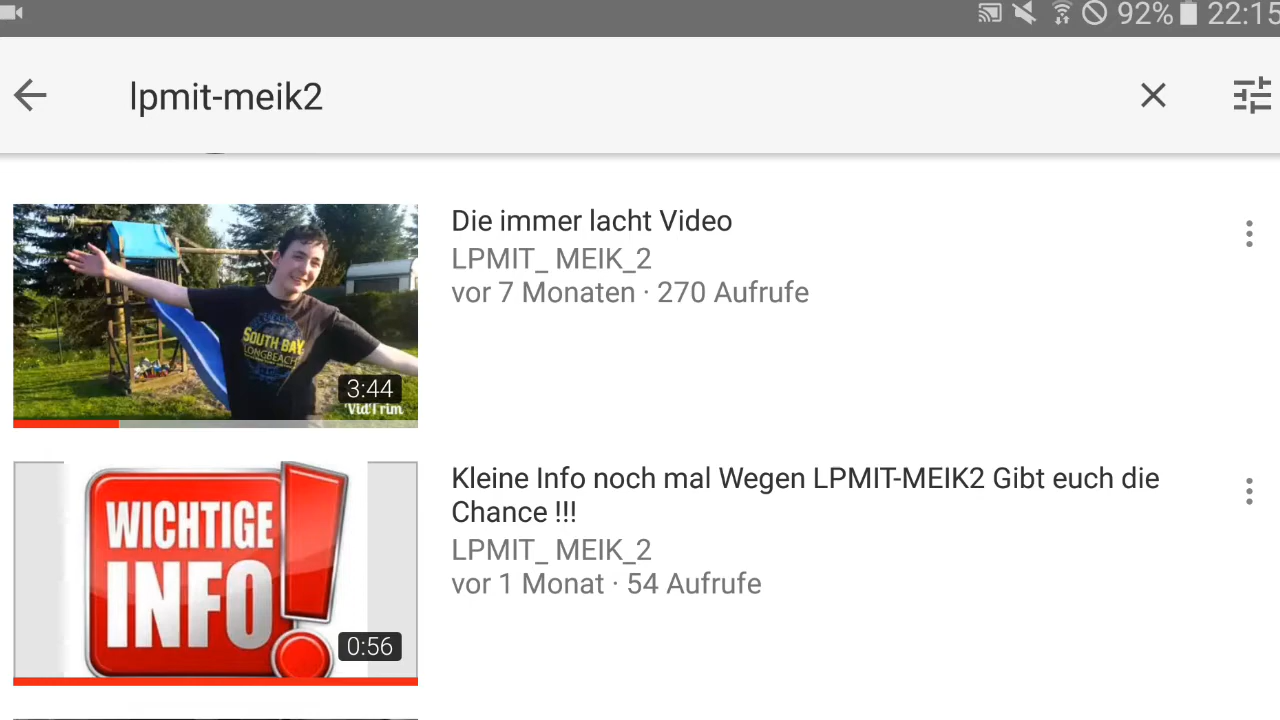 92% 22:15
lpmit-meik2
Die immer lacht Video
LPMIT_ MEIK_2
vor 7 Monaten · 270 Aufrufe
SOUTH BAY
LONGBEACH
3:44
VidTrim
Kleine Info noch mal Wegen LPMIT-MEIK2 Gibt euch die
Chance !!!
LPMIT_ MEIK_2
vor 1 Monat · 54 Aufrufe
WICHTIGE
INFO!
0:56